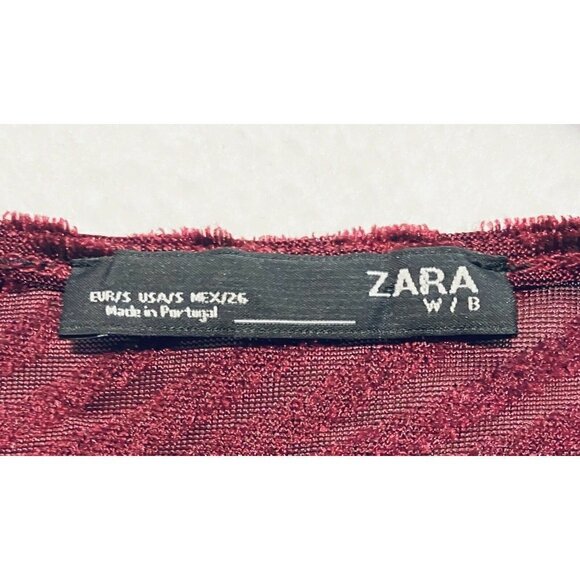 EUR/S USA/S MEX/26
Made in Portugal
ZARA
W / B